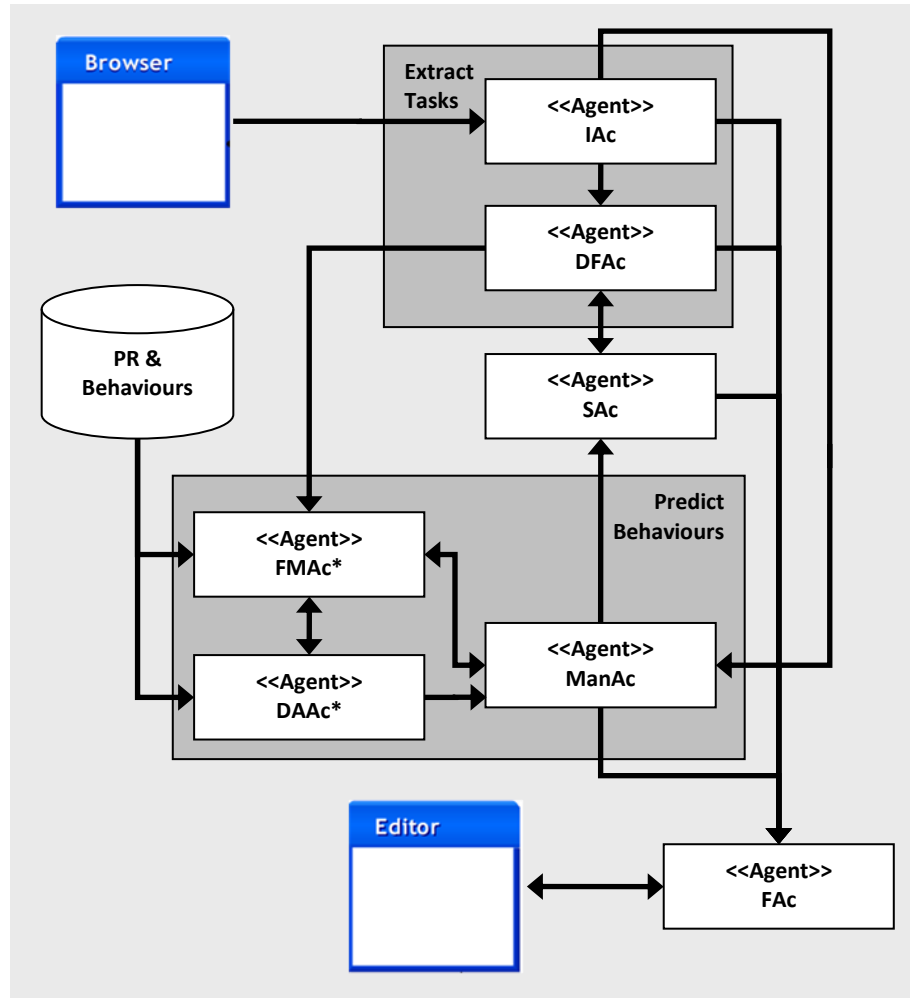 Browser
Extract
Tasks
<<Agent>>
IAc
<<Agent>>
DFAc
PR &
Behaviours
<<Agent>>
SAc
Predict
Behaviours
<<Agent>>
FMAc*
<<Agent>>
ManAc
<<Agent>>
DAAc*
Editor
<<Agent>>
FAc